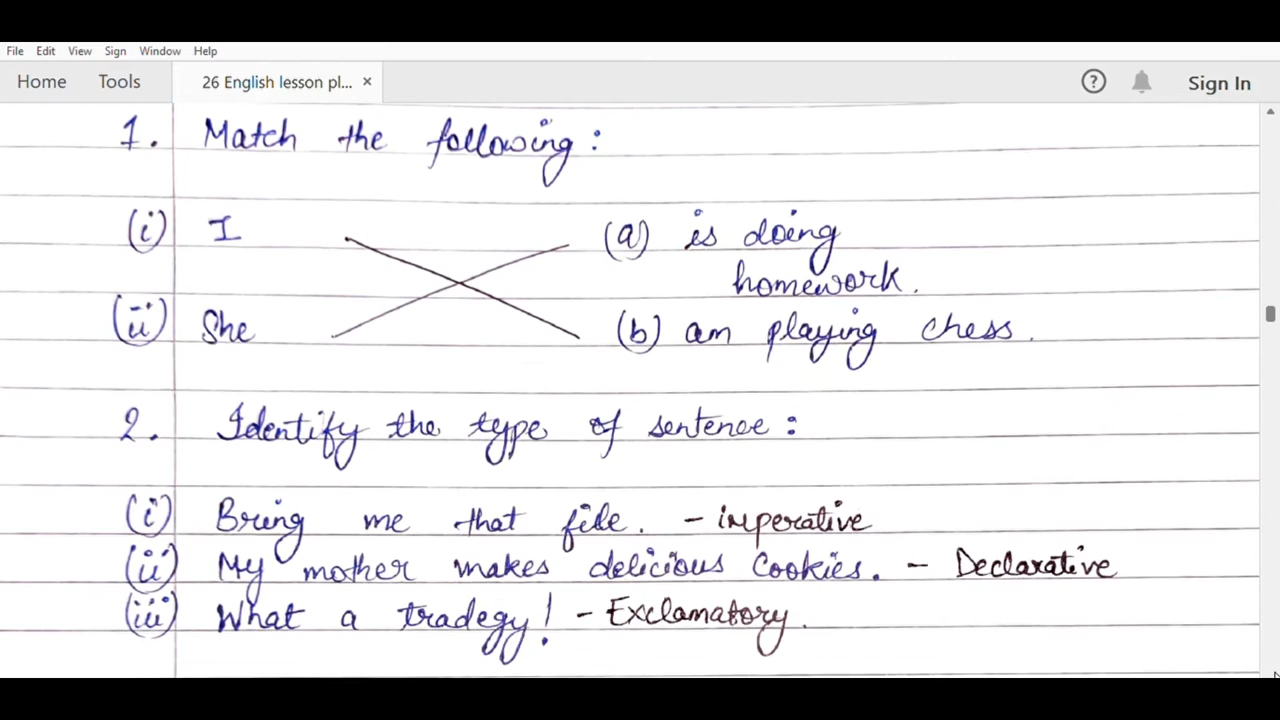 File Edit View Sign Window Help
Home Tools 26 English lesson pl... × ? Sign In
1. Match the following :
(i) I (a) is doing
homework.
(ii) She (b) am playing chess.
2. Identify the type of sentence :
(i) Bring me that file. - imperative
(ii) My mother makes delicious cookies. - Declarative
(iii) What a tradegy! - Exclamatory.